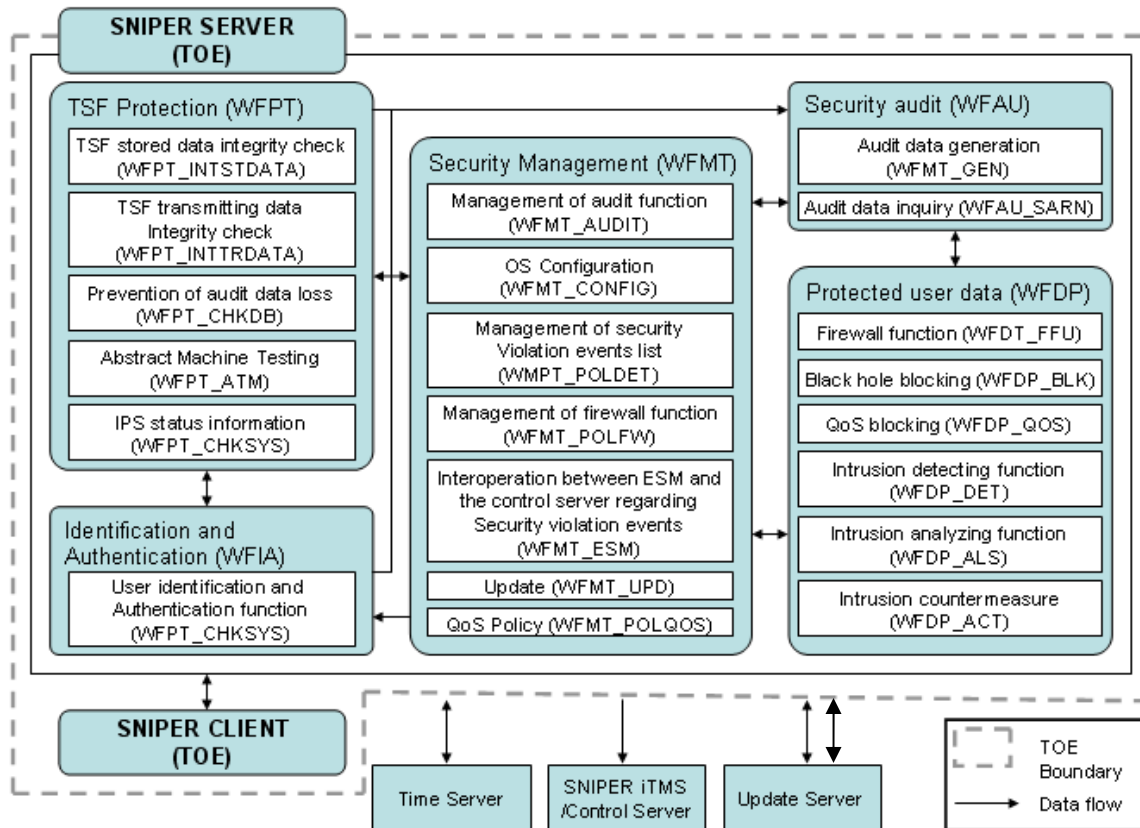 SNIPER SERVER
(TOE)
TSF Protection (WFPT)
TSF stored data integrity check
(WFPT_INTSTDATA)
TSF transmitting data
Integrity check
(WFPT_INTTRDATA)
Prevention of audit data loss
(WFPT_CHKDB)
Abstract Machine Testing
(WFPT_ATM)
IPS status information
(WFPT_CHKSYS)
Identification and
Authentication (WFIA)
User identification and
Authentication function
(WFPT_CHKSYS)
Security Management (WFMT)
Management of audit function
(WFMT_AUDIT)
OS Configuration
(WFMT_CONFIG)
Management of security
Violation events list
(WMPT_POLDET)
Management of firewall function
(WFMT_POLFW)
Interoperation between ESM and
the control server regarding
Security violation events
(WFMT_ESM)
Update (WFMT_UPD)
QoS Policy (WFMT_POLQOS)
Security audit (WFAU)
Audit data generation
(WFMT_GEN)
Audit data inquiry (WFAU_SARN)
Protected user data (WFDP)
Firewall function (WFDT_FFU)
Black hole blocking (WFDP_BLK)
QoS blocking (WFDP_QOS)
Intrusion detecting function
(WFDP_DET)
Intrusion analyzing function
(WFDP_ALS)
Intrusion countermeasure
(WFDP_ACT)
SNIPER CLIENT
(TOE)
Time Server
SNIPER iTMS
/Control Server
Update Server
TOE
Boundary
Data flow